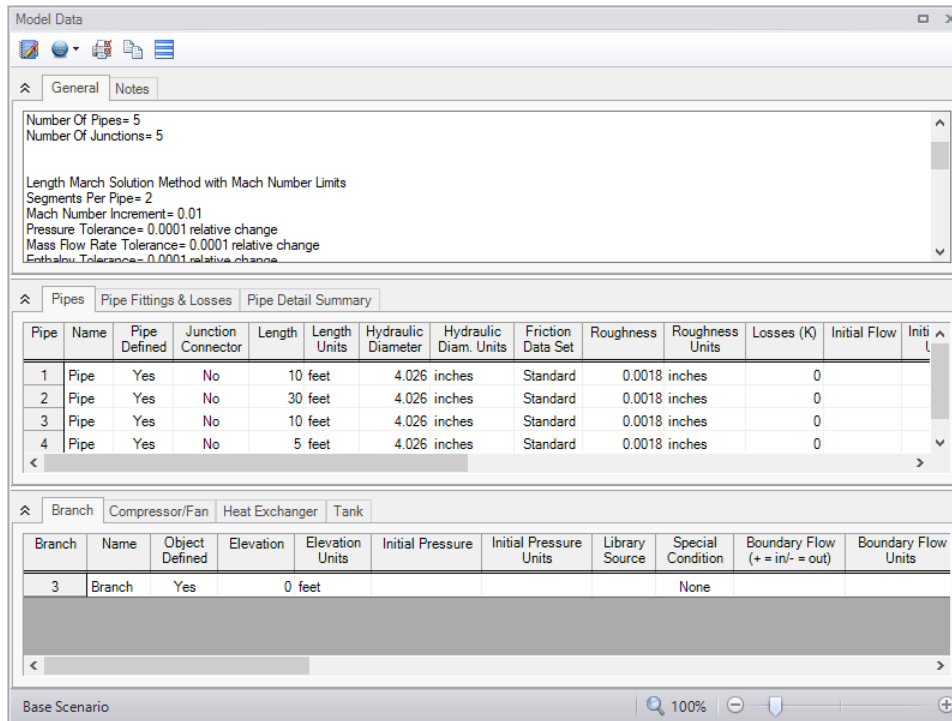 Model Data
General Notes
Number Of Pipes= 5
Number Of Junctions= 5
Length March Solution Method with Mach Number Limits
Segments Per Pipe= 2
Mach Number Increment= 0.01
Pressure Tolerance= 0.0001 relative change
Mass Flow Rate Tolerance= 0.0001 relative change
Enthalpy Tolerance= 0.0001 relative change
Pipes Pipe Fittings & Losses Pipe Detail Summary
Pipe Name Pipe Defined Junction Connector Length Length Units Hydraulic Diameter Hydraulic Diam. Units Friction Data Set Roughness Roughness Units Losses (K) Initial Flow Initi
1 Pipe Yes No 10 feet 4.026 inches Standard 0.0018 inches 0
2 Pipe Yes No 30 feet 4.026 inches Standard 0.0018 inches 0
3 Pipe Yes No 10 feet 4.026 inches Standard 0.0018 inches 0
4 Pipe Yes No 5 feet 4.026 inches Standard 0.0018 inches 0
Branch Compressor/Fan Heat Exchanger Tank
Branch Name Object Defined Elevation Elevation Units Initial Pressure Initial Pressure Units Library Source Special Condition Boundary Flow (+ = in/- = out) Boundary Flow Units
3 Branch Yes 0 feet None
Base Scenario 100%